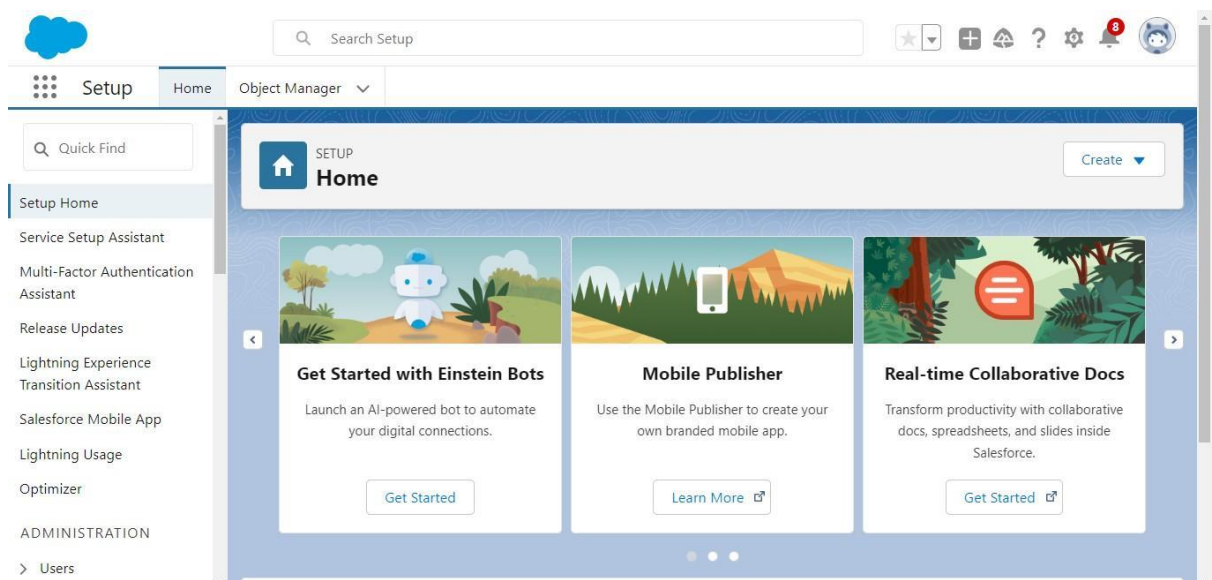 Search Setup
8
Setup
Home
Object Manager
Quick Find
Setup Home
Service Setup Assistant
Multi-Factor Authentication
Assistant
Release Updates
Lightning Experience
Transition Assistant
Salesforce Mobile App
Lightning Usage
Optimizer
ADMINISTRATION
Users
SETUP
Home
Create
Get Started with Einstein Bots
Launch an AI-powered bot to automate
your digital connections.
Get Started
Mobile Publisher
Use the Mobile Publisher to create your
own branded mobile app.
Learn More
Real-time Collaborative Docs
Transform productivity with collaborative
docs, spreadsheets, and slides inside
Salesforce.
Get Started